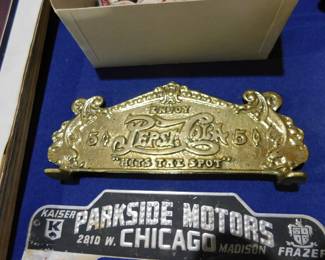 ENJOY
5¢ PEPSI-COLA 5¢
"HITS THE SPOT"
KAISER PARKSIDE MOTORS FRAZER
K 2810 W. CHICAGO MADISON